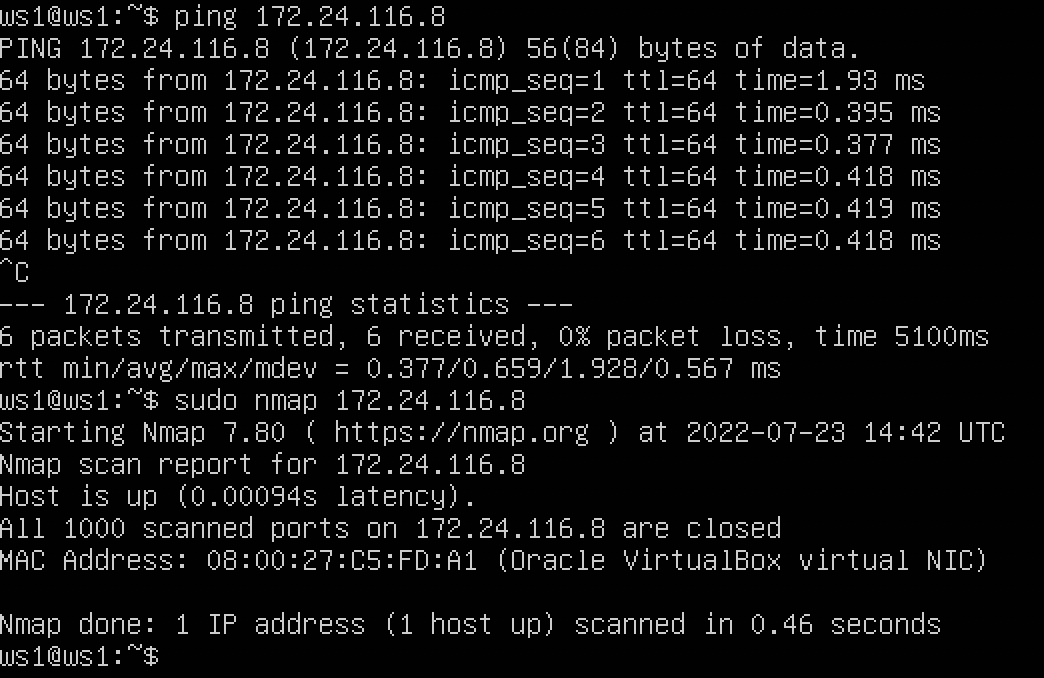 ws1@ws1:~$ ping 172.24.116.8
PING 172.24.116.8 (172.24.116.8) 56(84) bytes of data.
64 bytes from 172.24.116.8: icmp_seq=1 ttl=64 time=1.93 ms
64 bytes from 172.24.116.8: icmp_seq=2 ttl=64 time=0.395 ms
64 bytes from 172.24.116.8: icmp_seq=3 ttl=64 time=0.377 ms
64 bytes from 172.24.116.8: icmp_seq=4 ttl=64 time=0.418 ms
64 bytes from 172.24.116.8: icmp_seq=5 ttl=64 time=0.419 ms
64 bytes from 172.24.116.8: icmp_seq=6 ttl=64 time=0.418 ms
^C
--- 172.24.116.8 ping statistics ---
6 packets transmitted, 6 received, 0% packet loss, time 5100ms
rtt min/avg/max/mdev = 0.377/0.659/1.928/0.567 ms
ws1@ws1:~$ sudo nmap 172.24.116.8
Starting Nmap 7.80 ( https://nmap.org ) at 2022-07-23 14:42 UTC
Nmap scan report for 172.24.116.8
Host is up (0.00094s latency).
All 1000 scanned ports on 172.24.116.8 are closed
MAC Address: 08:00:27:C5:FD:A1 (Oracle VirtualBox virtual NIC)
Nmap done: 1 IP address (1 host up) scanned in 0.46 seconds
ws1@ws1:~$